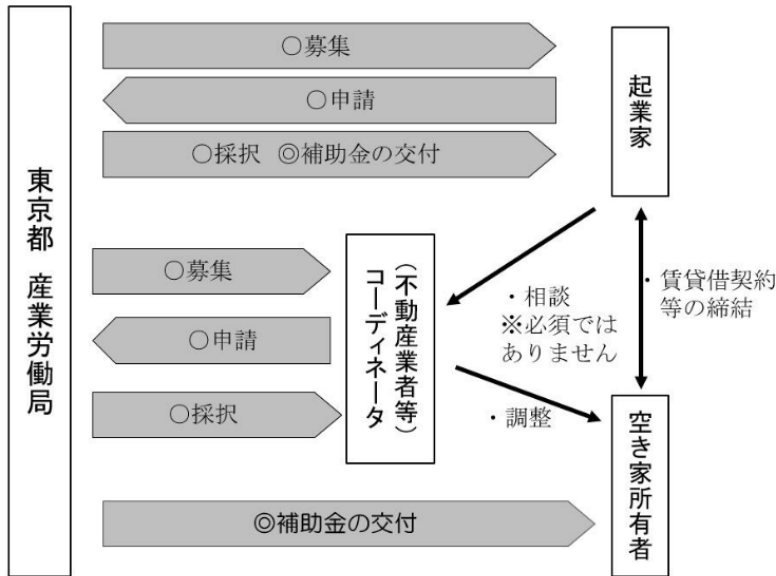 東京都 産業労働局
○募集
○申請
○採択 ◎補助金の交付
起業家
○募集
○申請
○採択
コーディネータ
（不動産業者等）
・相談
※必須では
ありません
・調整
・賃貸借契約
等の締結
◎補助金の交付
空き家所有者